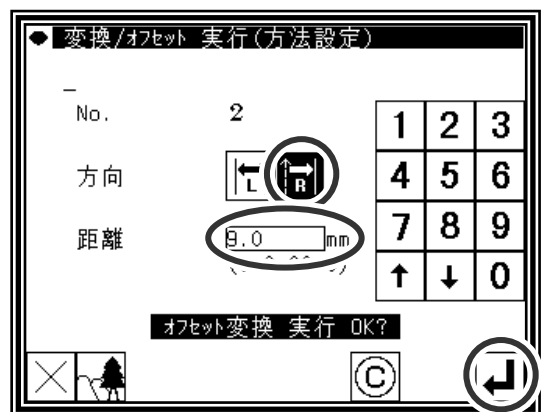 変換/ｵﾌｾｯﾄ 実行(方法設定)
No. 2
1 2 3
方向 L R
4 5 6
距離 9.0 mm
7 8 9
↑ ↓ 0
ｵﾌｾｯﾄ変換 実行 OK?
C